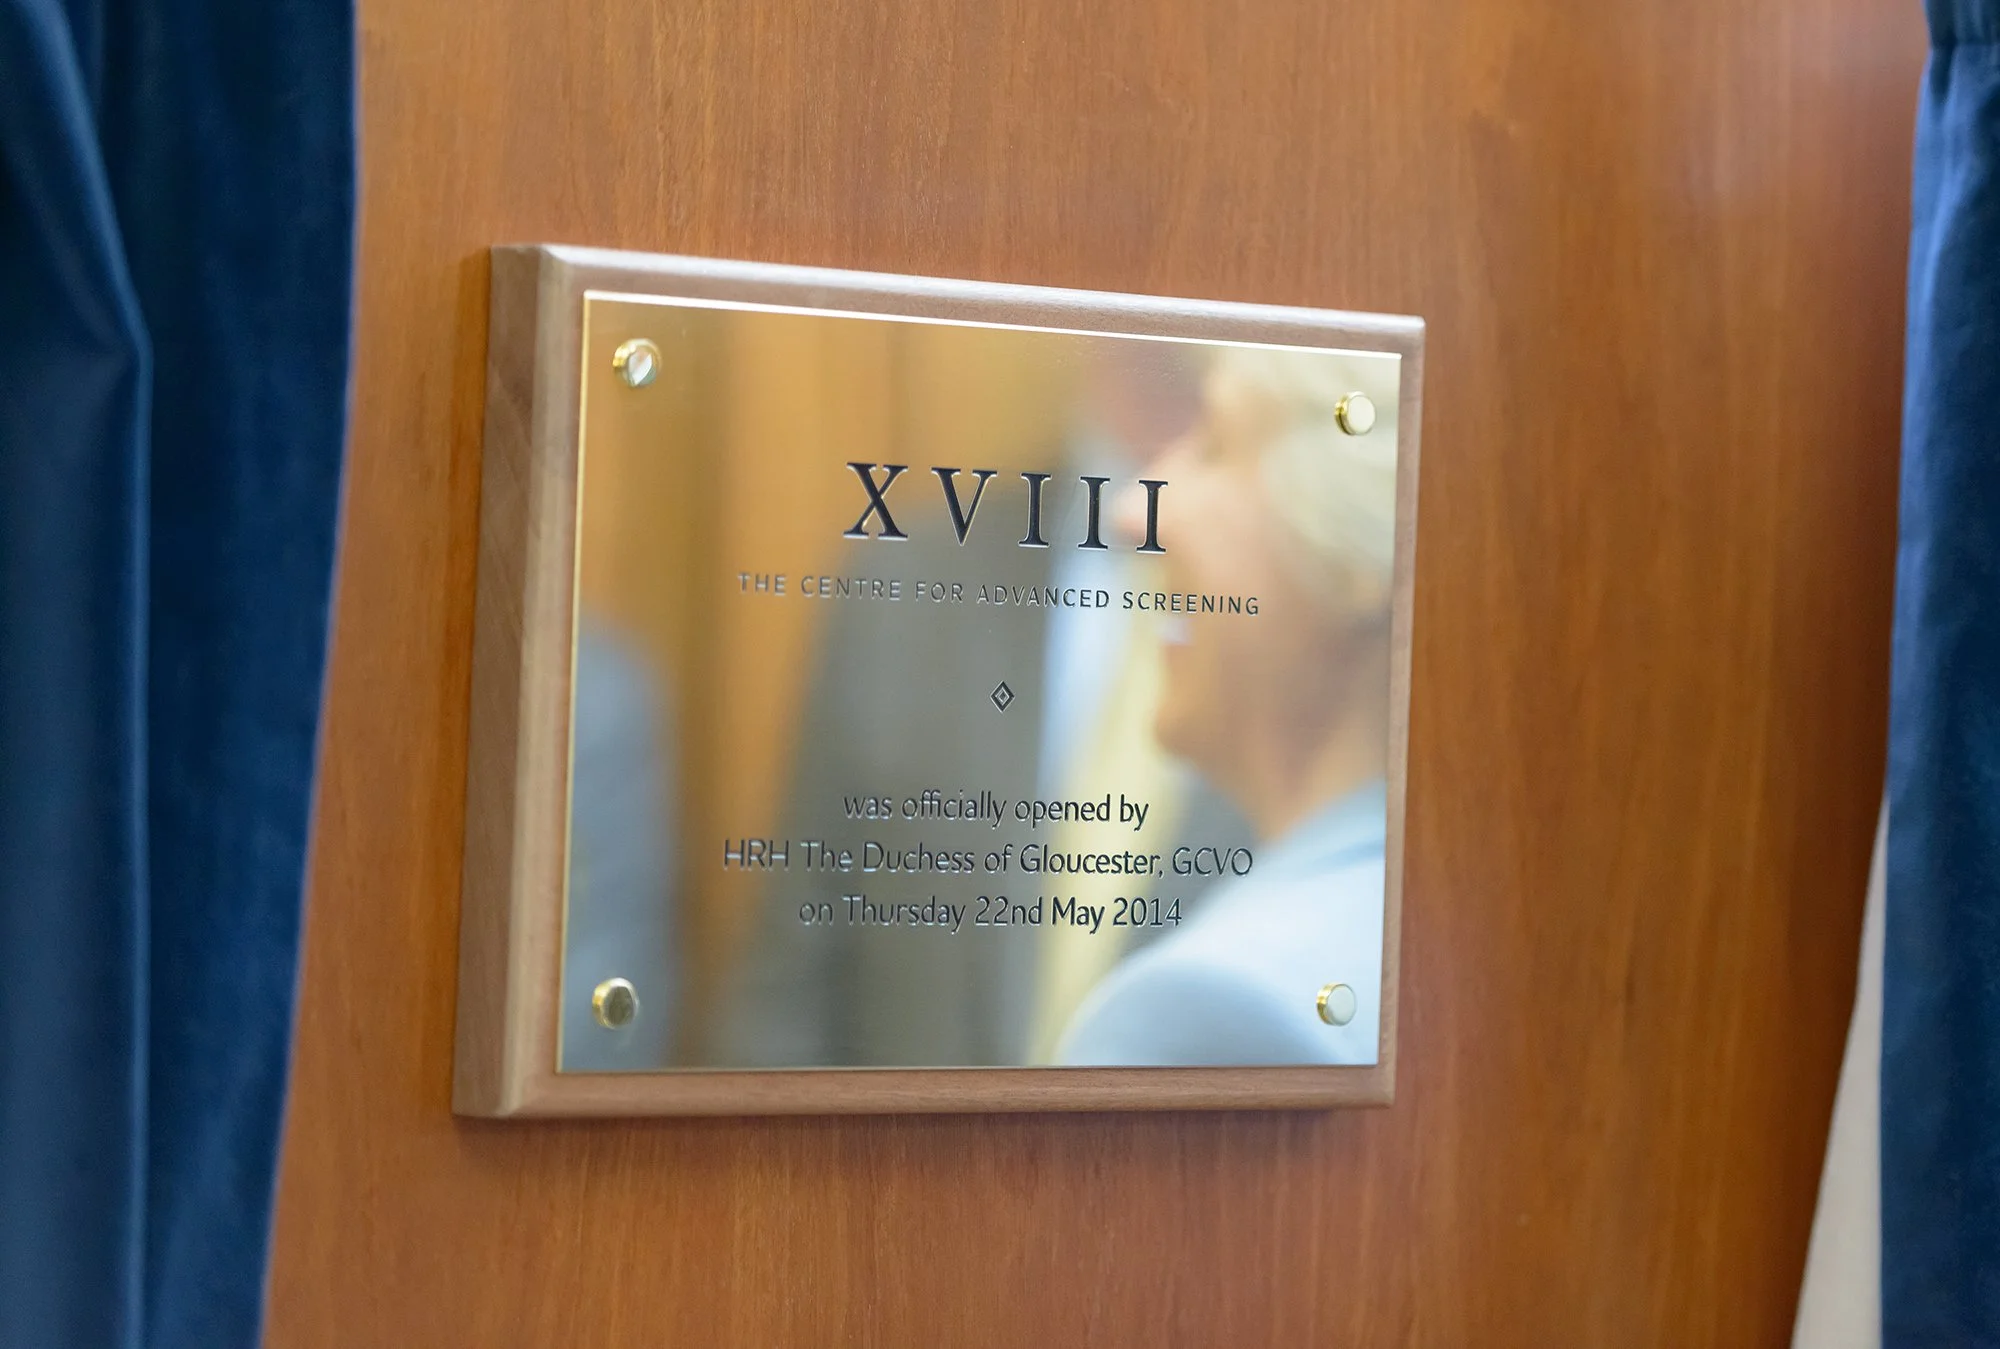 XVIII
THE CENTRE FOR ADVANCED SCREENING
was officially opened by
HRH The Duchess of Gloucester, GCVO
on Thursday 22nd May 2014